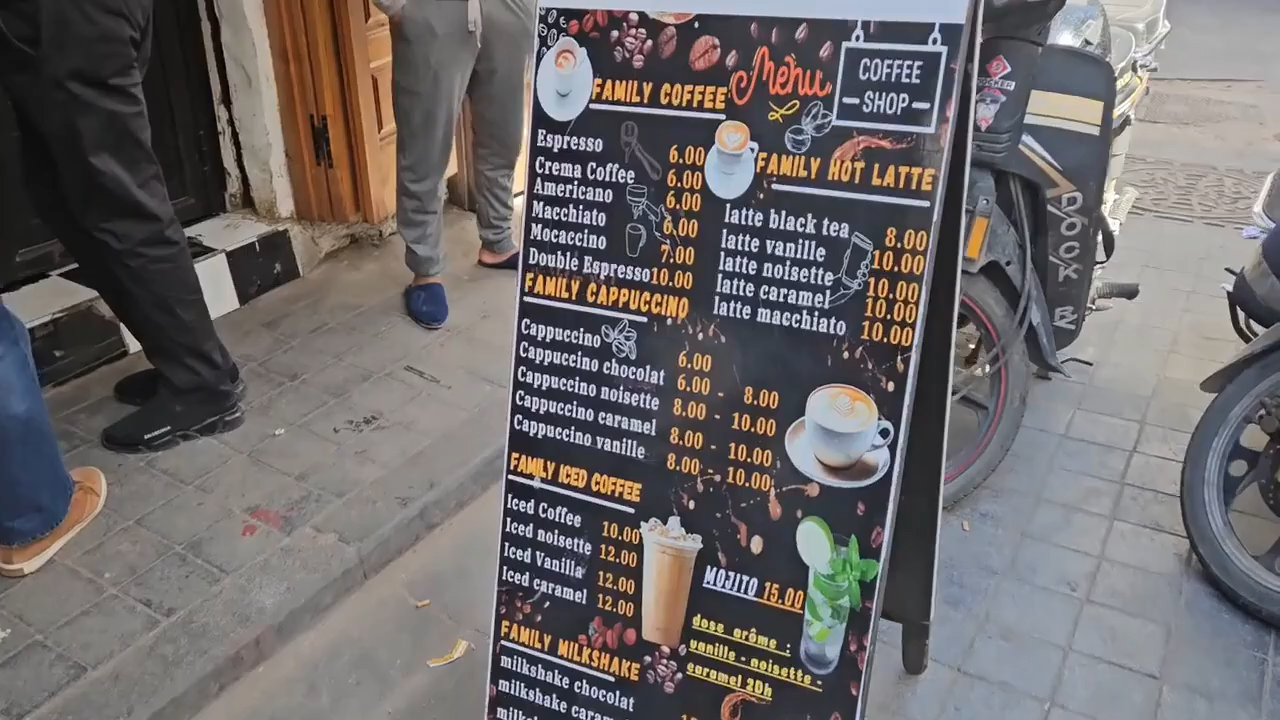 Menu
COFFEE
SHOP
FAMILY COFFEE
Espresso 6.00
Crema Coffee 6.00
Americano 6.00
Macchiato 6.00
Mocaccino 7.00
Double Espresso 10.00
FAMILY HOT LATTE
latte black tea 8.00
latte vanille 10.00
latte noisette 10.00
latte caramel 10.00
latte macchiato 10.00
FAMILY CAPPUCCINO
Cappuccino 6.00
Cappuccino chocolat 6.00 - 8.00
Cappuccino noisette 8.00 - 10.00
Cappuccino caramel 8.00 - 10.00
Cappuccino vanille 8.00 - 10.00
FAMILY ICED COFFEE
Iced Coffee 10.00
Iced noisette 12.00
Iced Vanilla 12.00
Iced caramel 12.00
MOJITO 15.00
dose arôme :
vanille - noisette -
caramel 2Dh
FAMILY MILKSHAKE
milkshake chocolat
DOCKER
DOCK